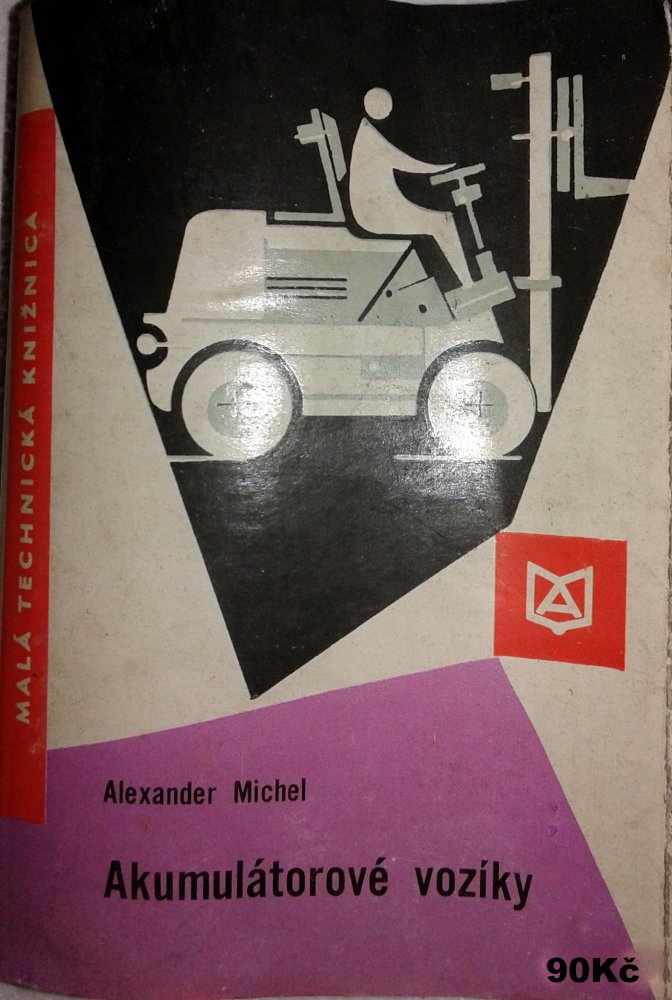 MALÁ TECHNICKÁ KNIŽNICA
Alexander Michel
Akumulátorové vozíky
90Kč